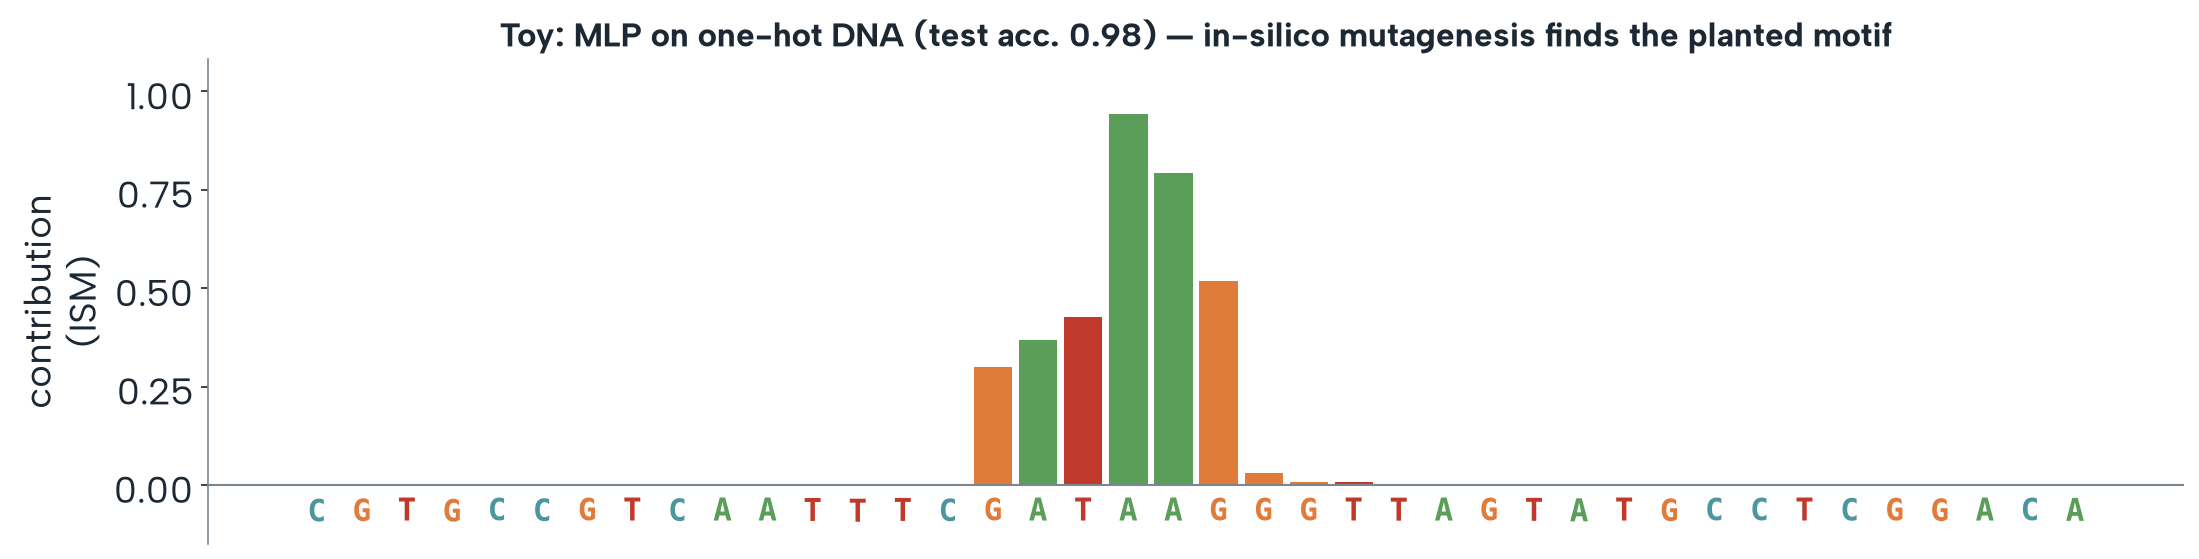 Toy: MLP on one-hot DNA (test acc. 0.98) — in-silico mutagenesis finds the planted motif
contribution
(ISM)
1.00
0.75
0.50
0.25
0.00
C G T G C C G T C A A T T T C G A T A A G G G T T A G T A T G C C T C G G A C A